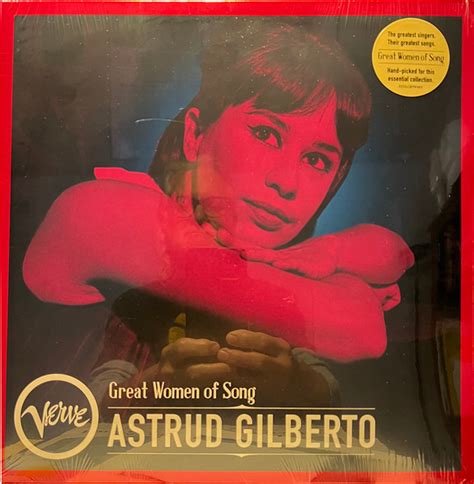 The greatest singers.
Their greatest songs.
Great Women of Song
Hand-picked for this
essential collection.
Great Women of Song
Verve
ASTRUD GILBERTO